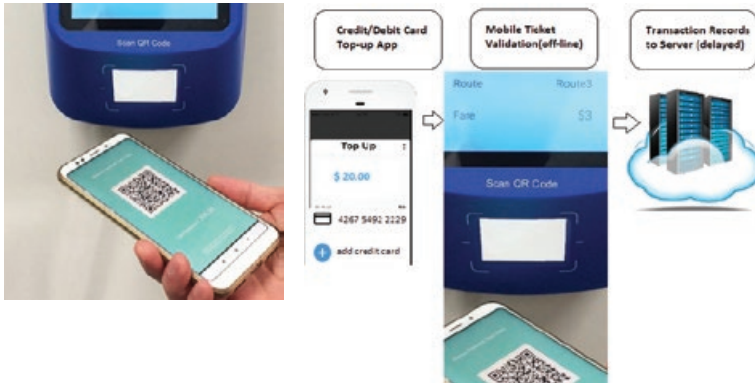 Scan QR Code
Credit/Debit Card
Top-up App
Mobile Ticket
Validation(off-line)
Transaction Records
to Server (delayed)
Top Up
$ 20.00
4267 5492 2229
add credit card
Route Route3
Fare $3
Scan QR Code